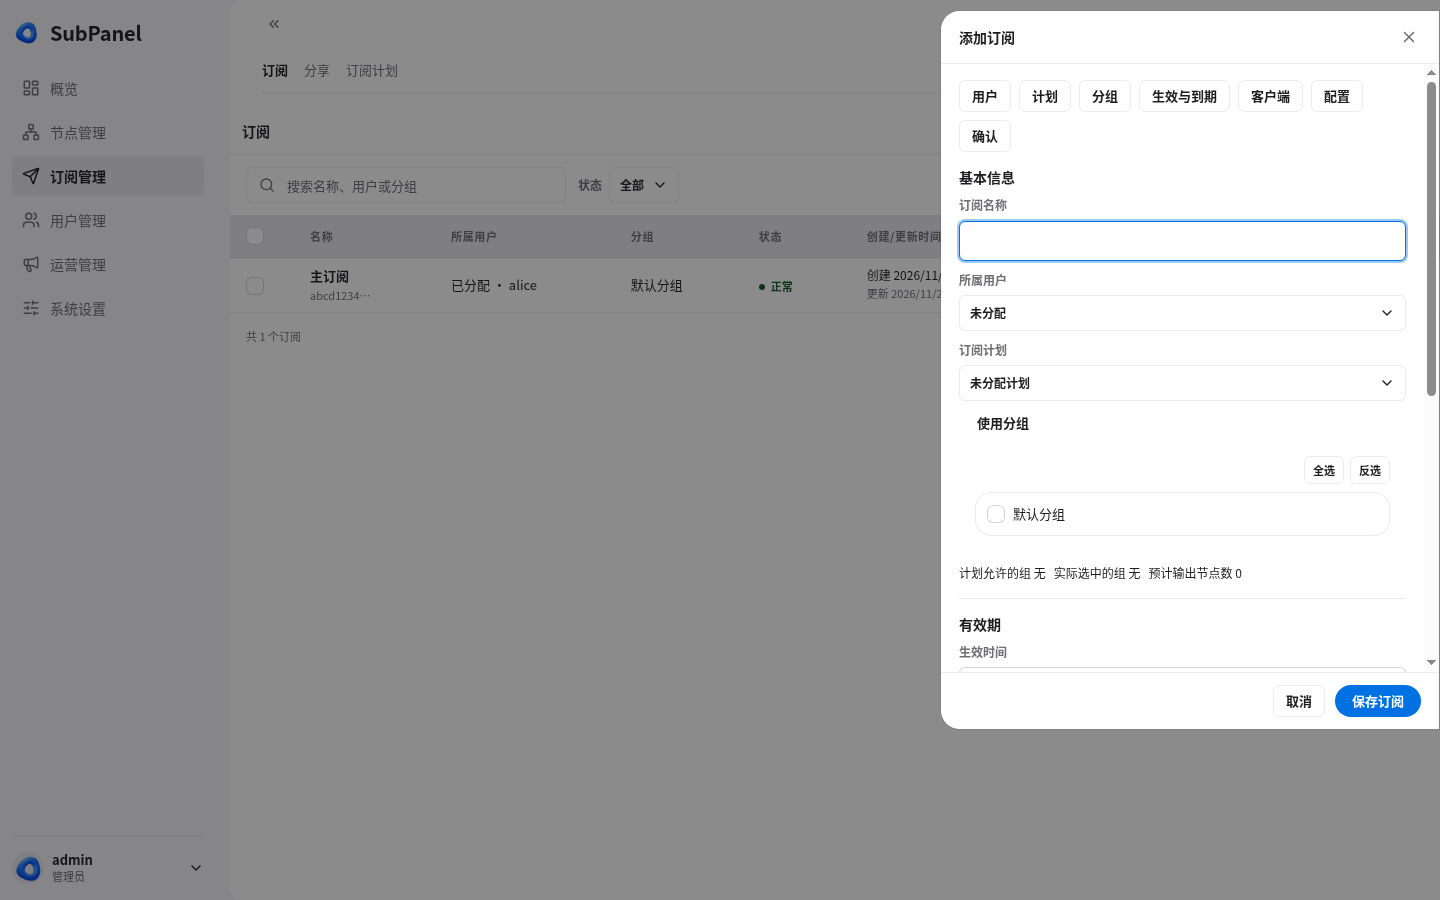 SubPanel
概览
节点管理
订阅管理
用户管理
运营管理
系统设置
admin
管理员
订阅 分享 订阅计划
订阅
搜索名称、用户或分组 状态 全部
名称 所属用户 分组 状态 创建/更新时间
主订阅 已分配 • alice 默认分组 正常 创建 2026/11/
abcd1234··· 更新 2026/11/2
共 1 个订阅
添加订阅
用户 计划 分组 生效与到期 客户端 配置
确认
基本信息
订阅名称
所属用户
未分配
订阅计划
未分配计划
使用分组
全选 反选
默认分组
计划允许的组 无 实际选中的组 无 预计输出节点数 0
有效期
生效时间
取消 保存订阅